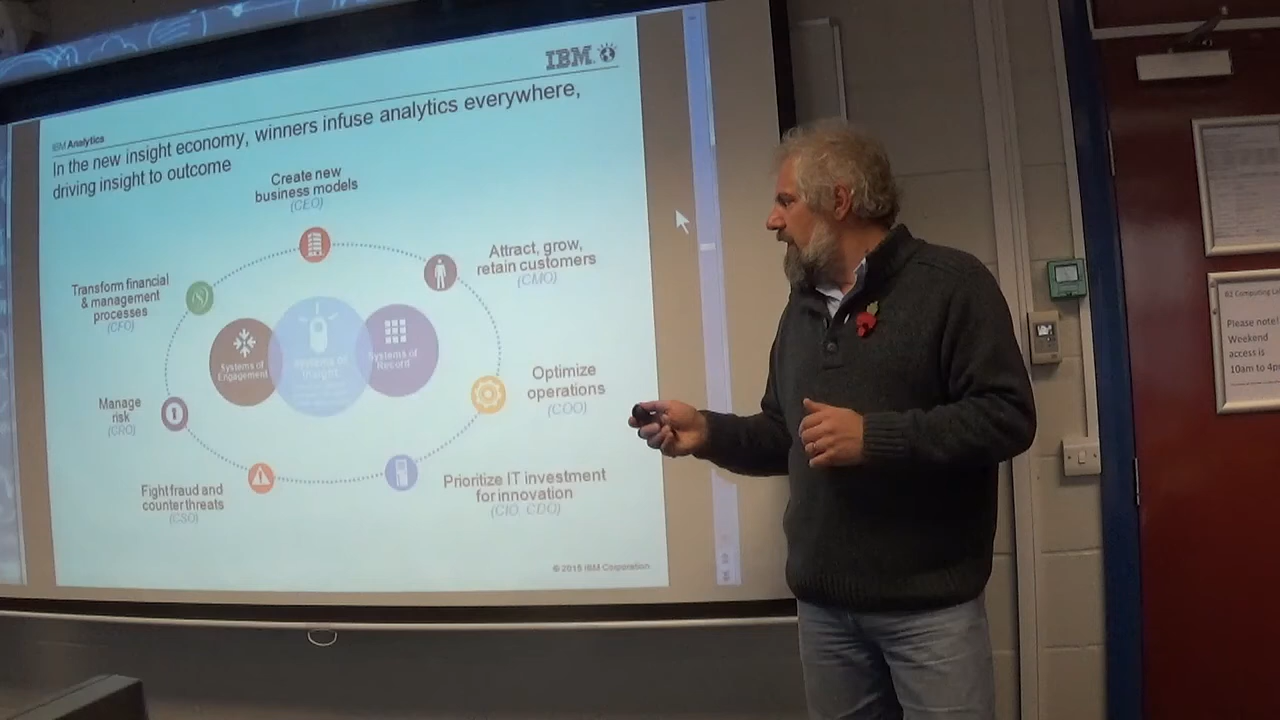 IBM
IBM Analytics
In the new insight economy, winners infuse analytics everywhere,
driving insight to outcome
Create new
business models
(CEO)
Attract, grow,
retain customers
(CMO)
Transform financial
& management
processes
(CFO)
Systems of
Engagement
Systems of
Insight
Systems of
Record
Optimize
operations
(COO)
Manage
risk
(CRO)
Prioritize IT investment
for innovation
(CIO, CDO)
Fight fraud and
counter threats
(CSO)
© 2015 IBM Corporation
Please note!
Weekend
access is
10am to 4p